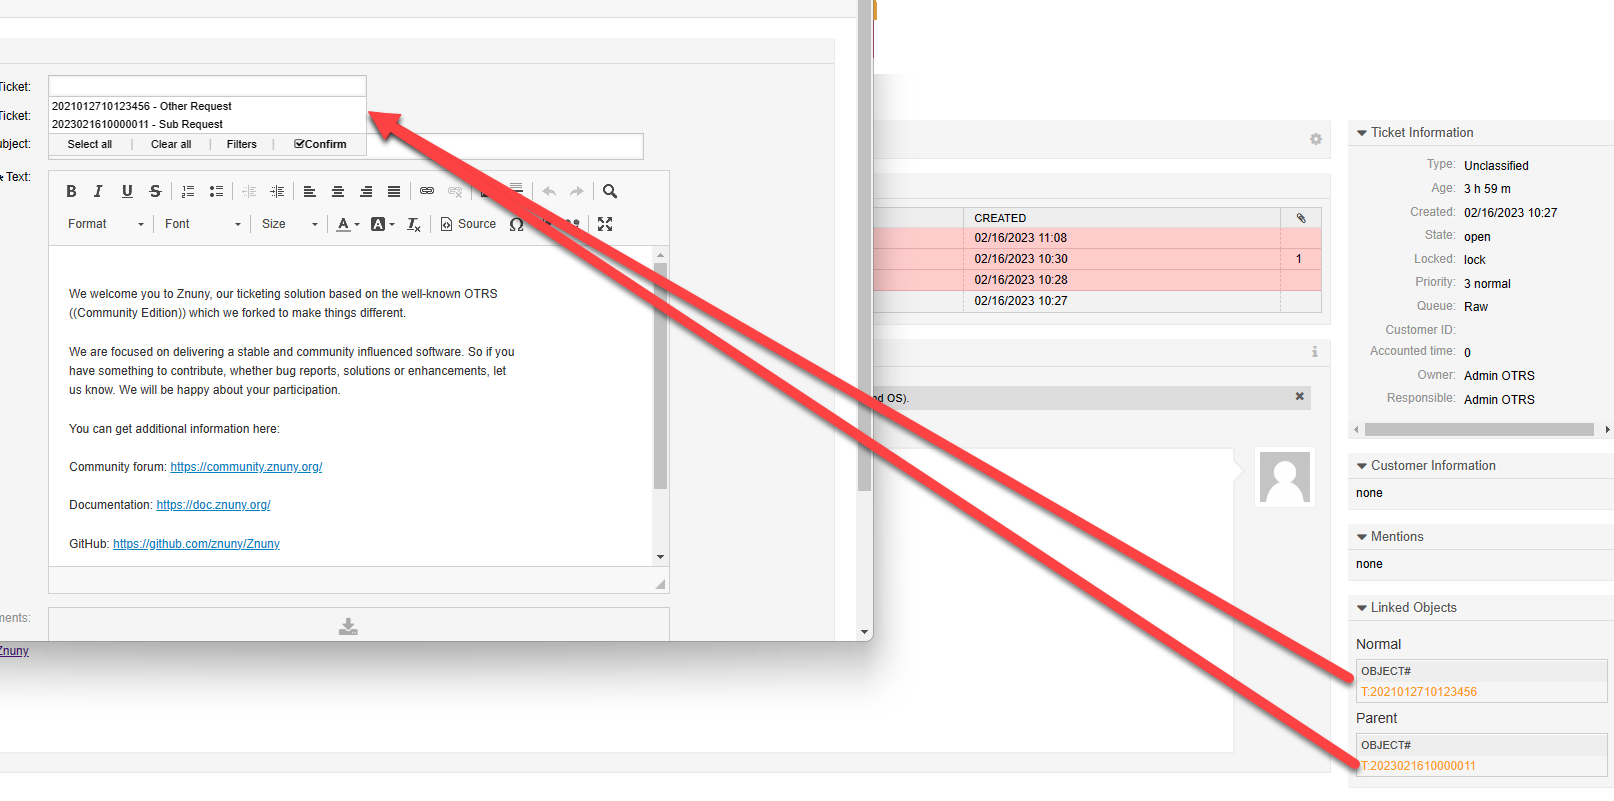 Ticket:
2021012710123456 - Other Request
Ticket:
2023021610000011 - Sub Request
Select all | Clear all | Filters | Confirm
Text:
Format Font Size A A Source
We welcome you to Znuny, our ticketing solution based on the well-known OTRS
((Community Edition)) which we forked to make things different.
We are focused on delivering a stable and community influenced software. So if you
have something to contribute, whether bug reports, solutions or enhancements, let
us know. We will be happy about your participation.
You can get additional information here:
Community forum: https://community.znuny.org/
Documentation: https://doc.znuny.org/
GitHub: https://github.com/znuny/Znuny
Znuny
CREATED
02/16/2023 11:08
02/16/2023 10:30 1
02/16/2023 10:28
02/16/2023 10:27
OS).
Ticket Information
Type: Unclassified
Age: 3 h 59 m
Created: 02/16/2023 10:27
State: open
Locked: lock
Priority: 3 normal
Queue: Raw
Customer ID:
Accounted time: 0
Owner: Admin OTRS
Responsible: Admin OTRS
Customer Information
none
Mentions
none
Linked Objects
Normal
OBJECT#
T:2021012710123456
Parent
OBJECT#
T:2023021610000011